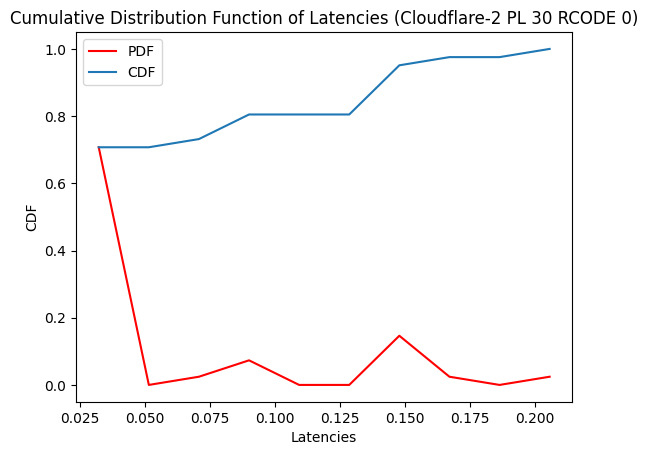 Cumulative Distribution Function of Latencies (Cloudflare-2 PL 30 RCODE 0)
PDF
CDF
1.0
0.8
0.6
0.4
0.2
0.0
CDF
0.025
0.050
0.075
0.100
0.125
0.150
0.175
0.200
Latencies